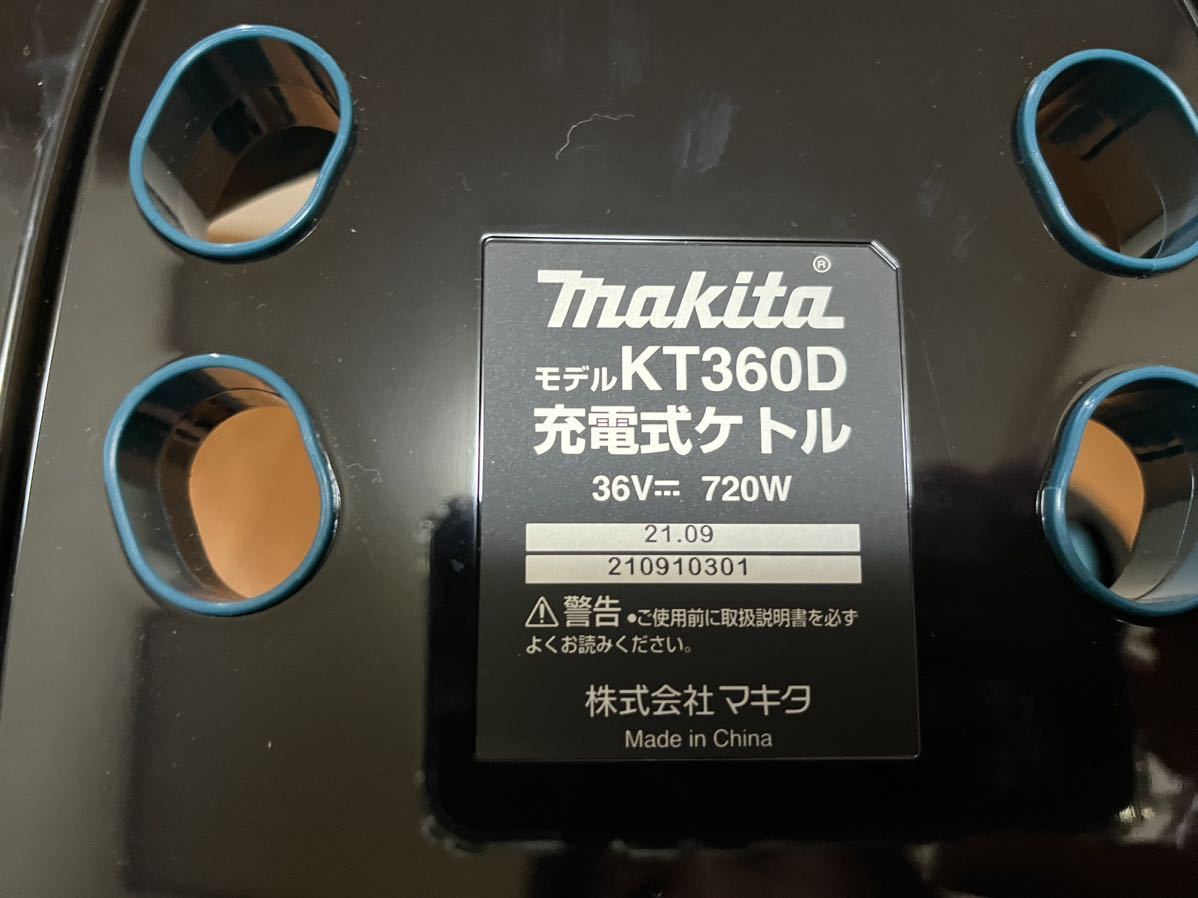 makita®
モデルKT360D
充電式ケトル
36V⎓ 720W
21.09
210910301
⚠警告 ●ご使用前に取扱説明書を必ず
よくお読みください。
株式会社マキタ
Made in China